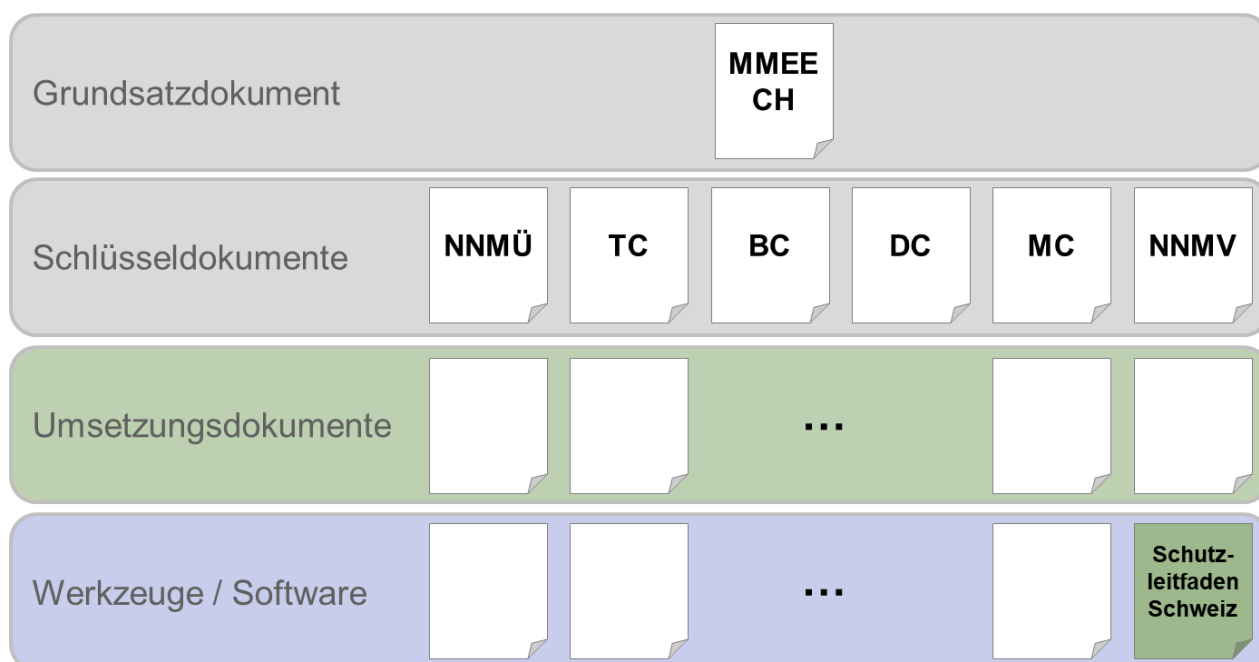 Grundsatzdokument
MMEE
CH
Schlüsseldokumente
NNMÜ
TC
BC
DC
MC
NNMV
Umsetzungsdokumente
...
Werkzeuge / Software
...
Schutz-
leitfaden
Schweiz